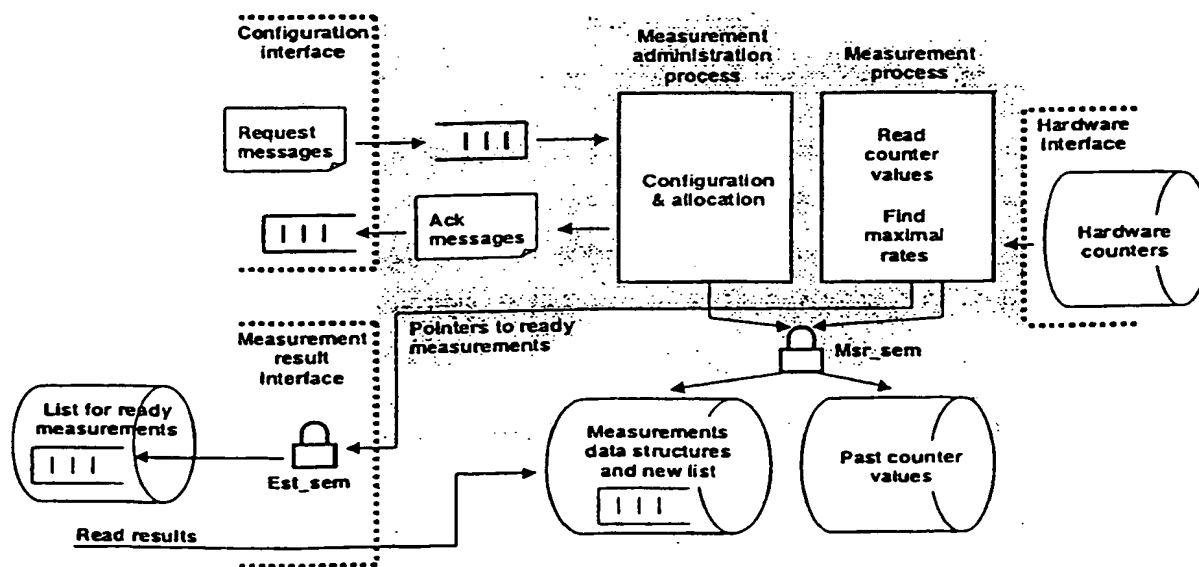 Configuration
interface
Measurement
administration
process
Measurement
process
Request
messages
Ack
messages
Configuration
& allocation
Read
counter
values
Find
maximal
rates
Hardware
Interface
Hardware
counters
Pointers to ready
measurements
Msr_sem
Measurement
result
Interface
List for ready
measurements
Est_sem
Measurements
data structures
and new list
Past counter
values
Read results